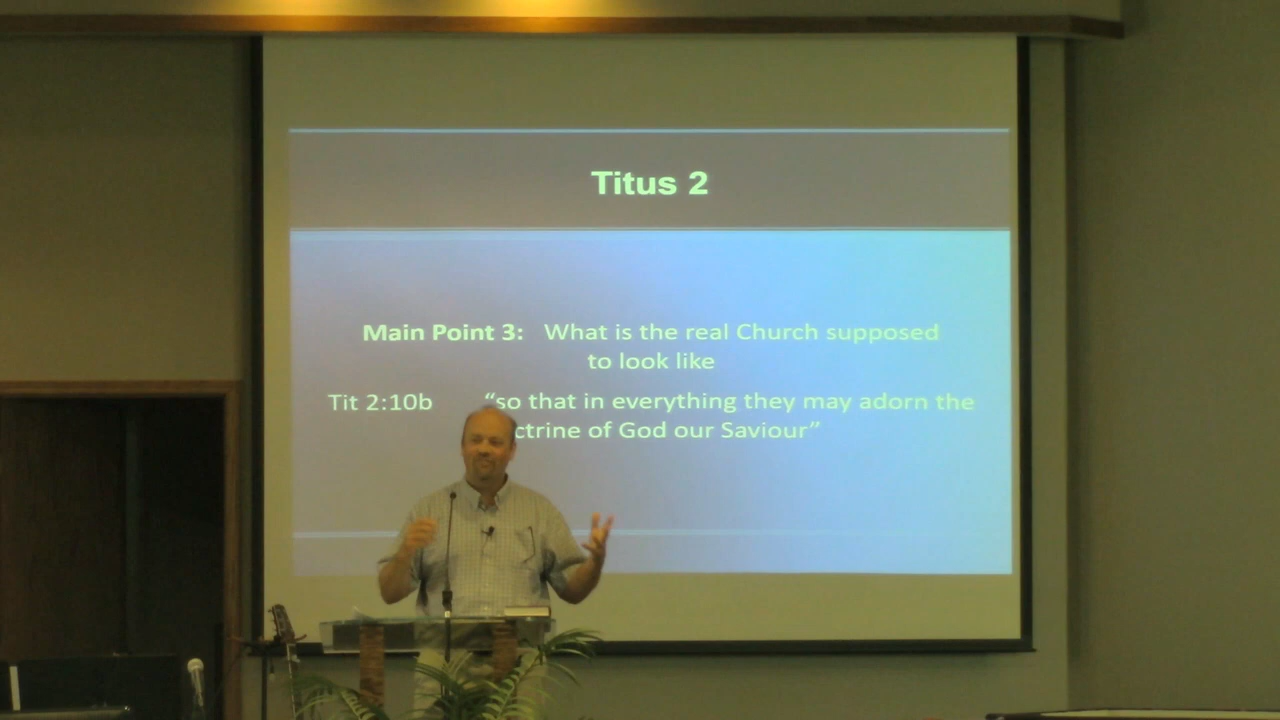 Titus 2
Main Point 3: What is the real Church supposed
to look like
Tit 2:10b “so that in everything they may adorn the
ctrine of God our Saviour”